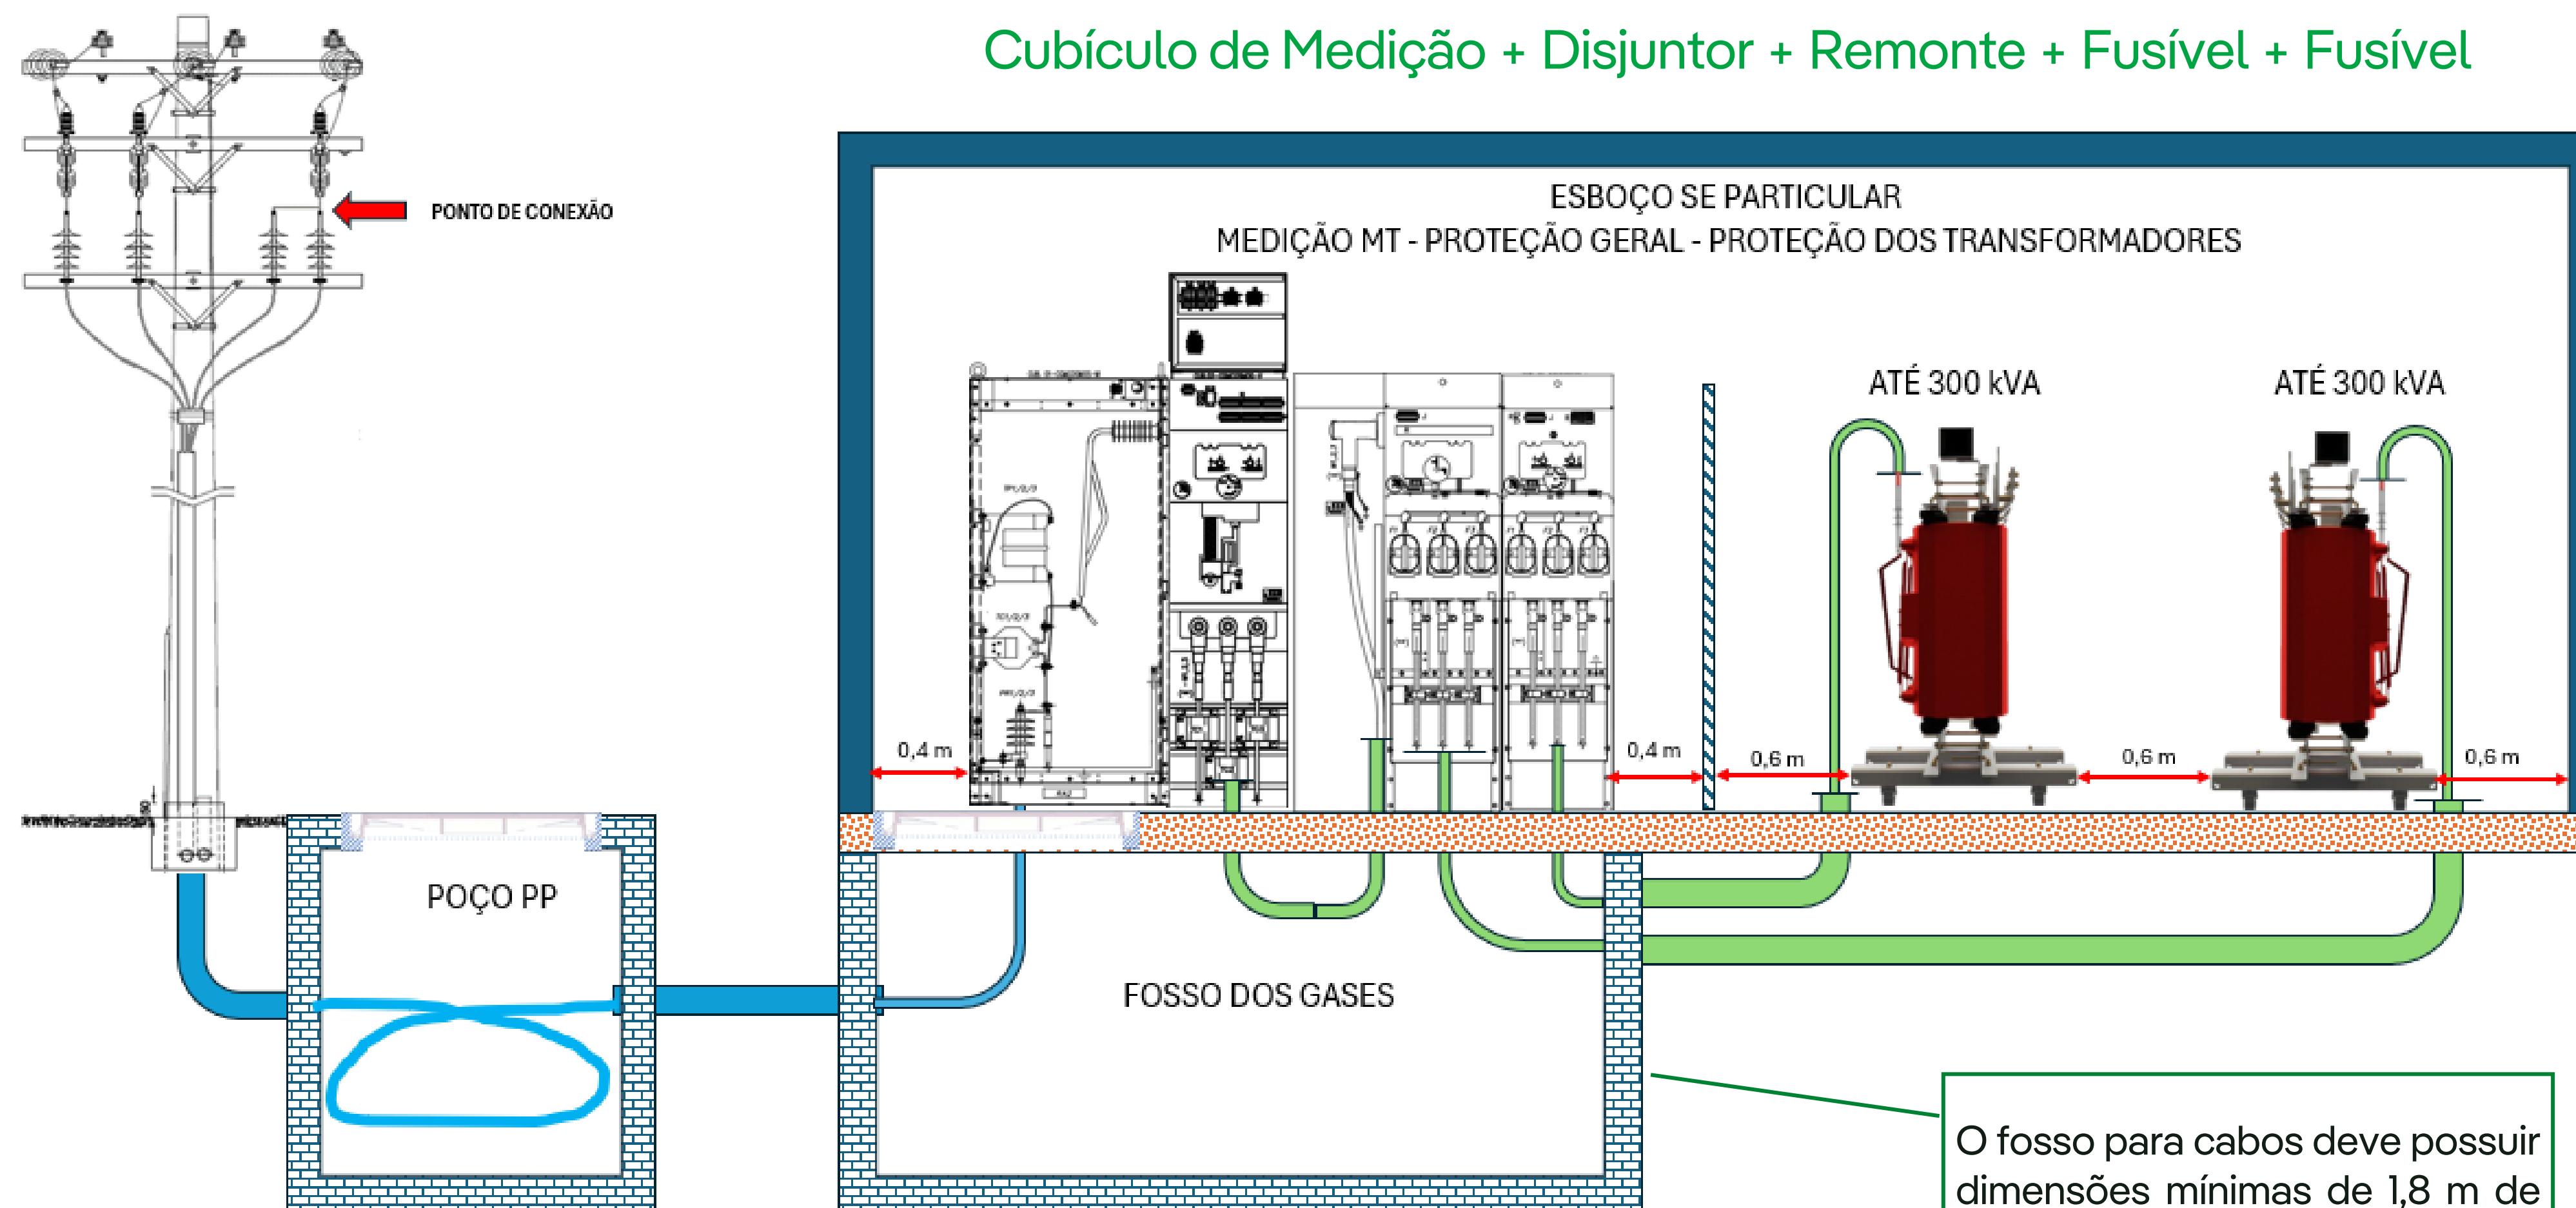 Cubículo de Medição + Disjuntor + Remonte + Fusível + Fusível
PONTO DE CONEXÃO
ESBOÇO SE PARTICULAR
MEDIÇÃO MT - PROTEÇÃO GERAL - PROTEÇÃO DOS TRANSFORMADORES
ATÉ 300 kVA
ATÉ 300 kVA
0,4 m
0,4 m
0,6 m
0,6 m
0,6 m
POÇO PP
FOSSO DOS GASES
O fosso para cabos deve possuir
dimensões mínimas de 1,8 m de